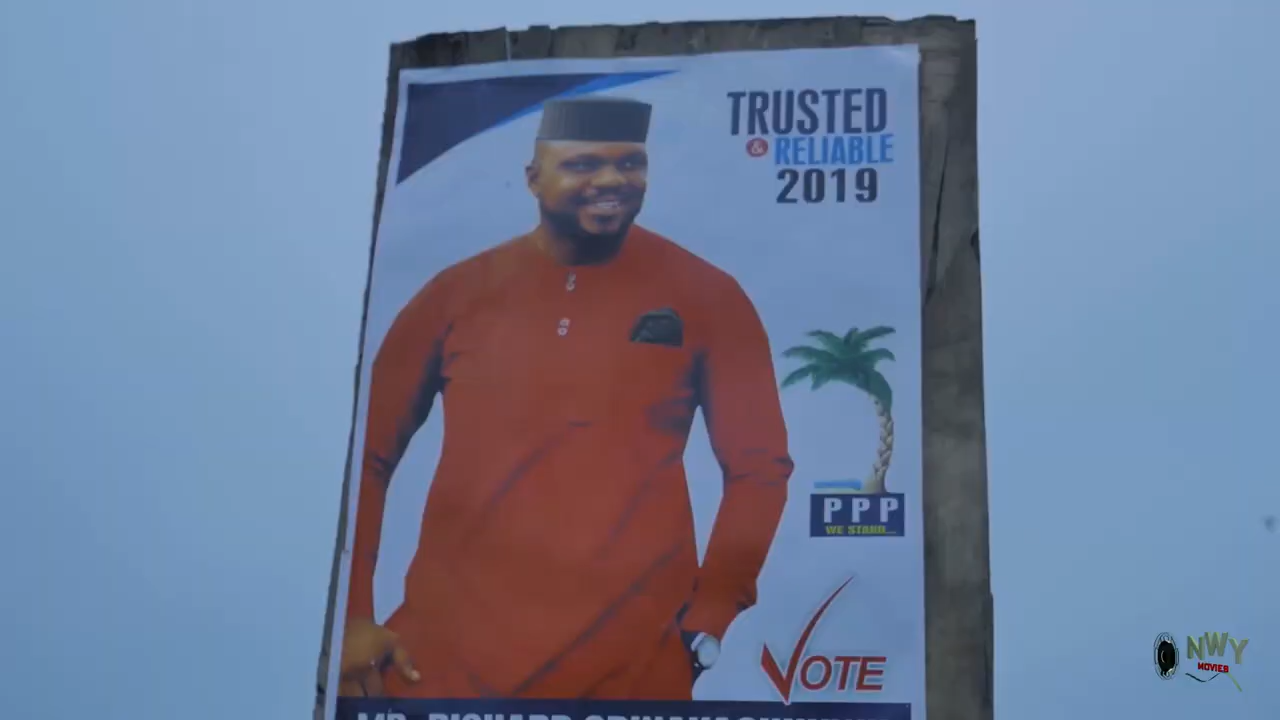 TRUSTED
& RELIABLE
2019
PPP
WE STAND...
VOTE
NWY
MOVIES